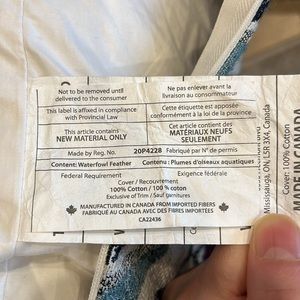 Not to be removed until
delivered to the consumer
Ne pas enlever avant la
livraison au consommateur
This label is affixed in compliance
with Provincial Law
Cette étiquette est apposée
conformément à la loi de la province
This article contains
NEW MATERIAL ONLY
Cet article contient des
MATÉRIAUX NEUFS
SEULEMENT
Made by Reg. No. 20P4228 Fabriqué par N° de permis
Content: Waterfowl Feather Contenu: Plumes d'oiseaux aquatiques
Federal Requirement Exigence fédérale
Cover / Recouvrement
100% Cotton / 100 % coton
Exclusive of Trim / Sauf garnitures
MANUFACTURED IN CANADA FROM IMPORTED FIBERS
FABRIQUÉ AU CANADA AVEC DES FIBRES IMPORTÉES
CA22436
Mississauga, ON, L5R 3X4, Canada
Cover: 100% Cotton
MADE IN CANADA